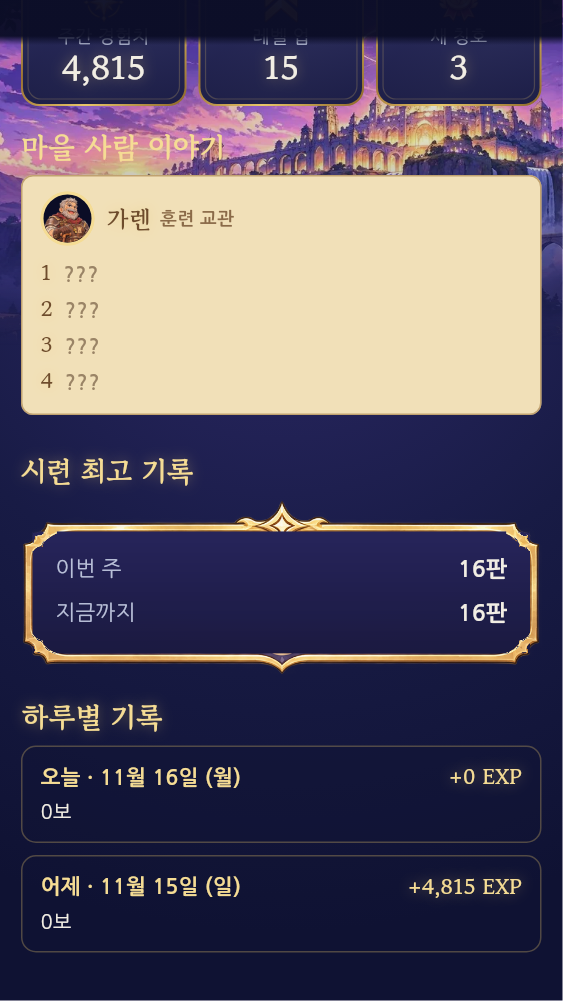 4,815
15
3
마을 사람 이야기
가렌 훈련 교관
1 ???
2 ???
3 ???
4 ???
시련 최고 기록
이번 주 16판
지금까지 16판
하루별 기록
오늘 · 11월 16일 (월) +0 EXP
0보
어제 · 11월 15일 (일) +4,815 EXP
0보